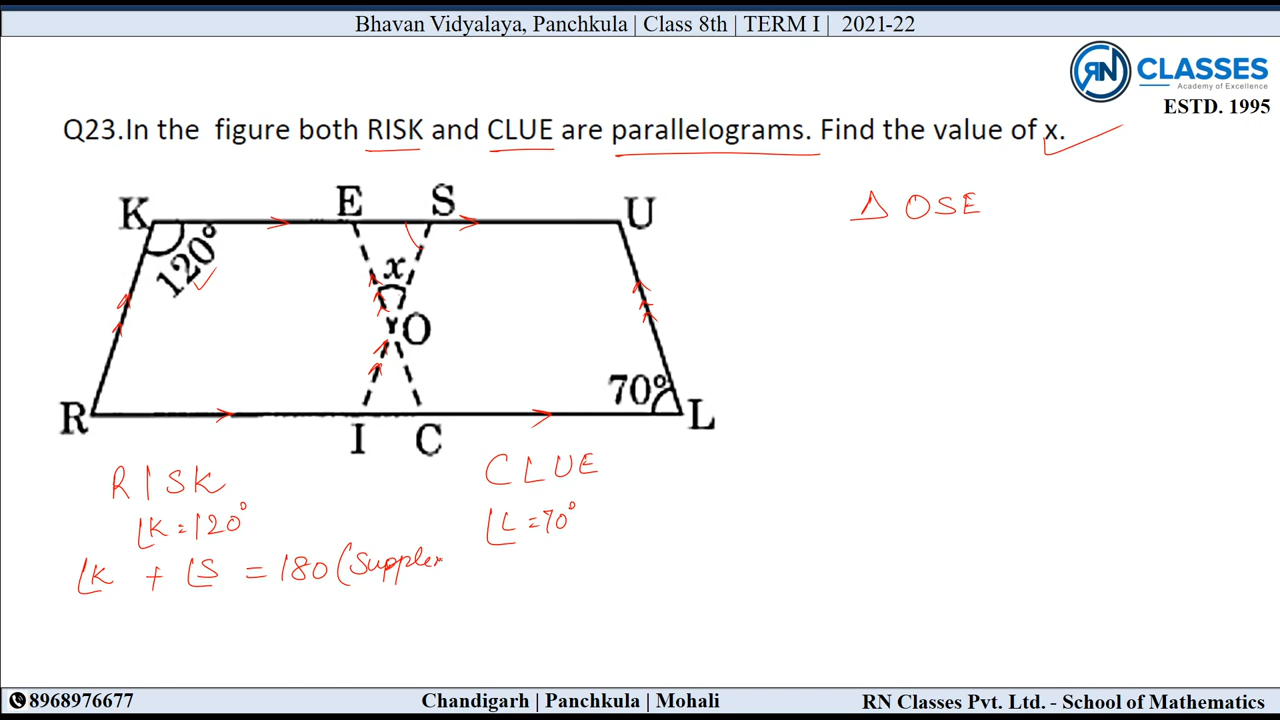 Bhavan Vidyalaya, Panchkula | Class 8th | TERM I | 2021-22
RN CLASSES
Academy of Excellence
ESTD. 1995
Q23.In the figure both RISK and CLUE are parallelograms. Find the value of x.
△ OSE
K E S U
120°
x
O
70°
R I C L
RISK
∠K = 120°
CLUE
∠L = 70°
∠K + ∠S = 180 (Supple
8968976677
Chandigarh | Panchkula | Mohali
RN Classes Pvt. Ltd. - School of Mathematics